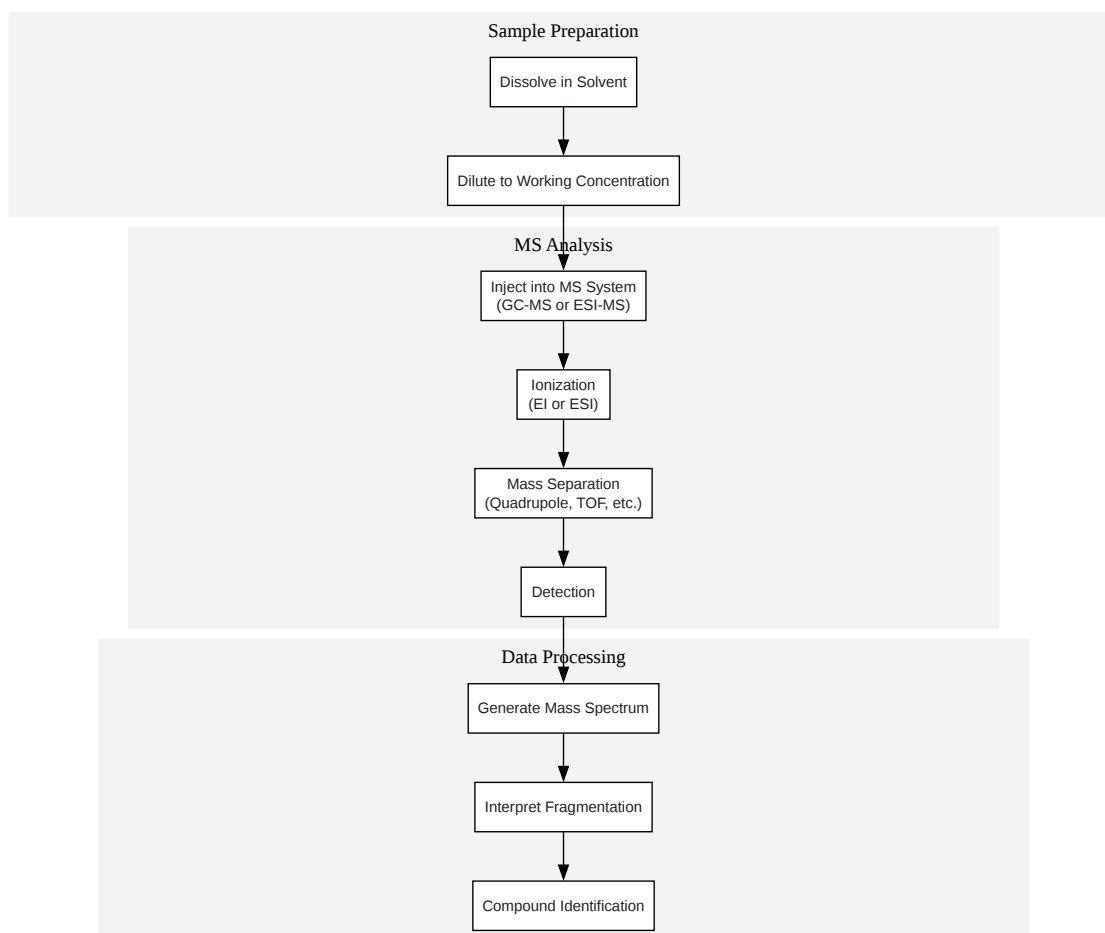 Sample Preparation
Dissolve in Solvent
Dilute to Working Concentration
MS Analysis
Inject into MS System
(GC-MS or ESI-MS)
Ionization
(EI or ESI)
Mass Separation
(Quadrupole, TOF, etc.)
Detection
Data Processing
Generate Mass Spectrum
Interpret Fragmentation
Compound Identification